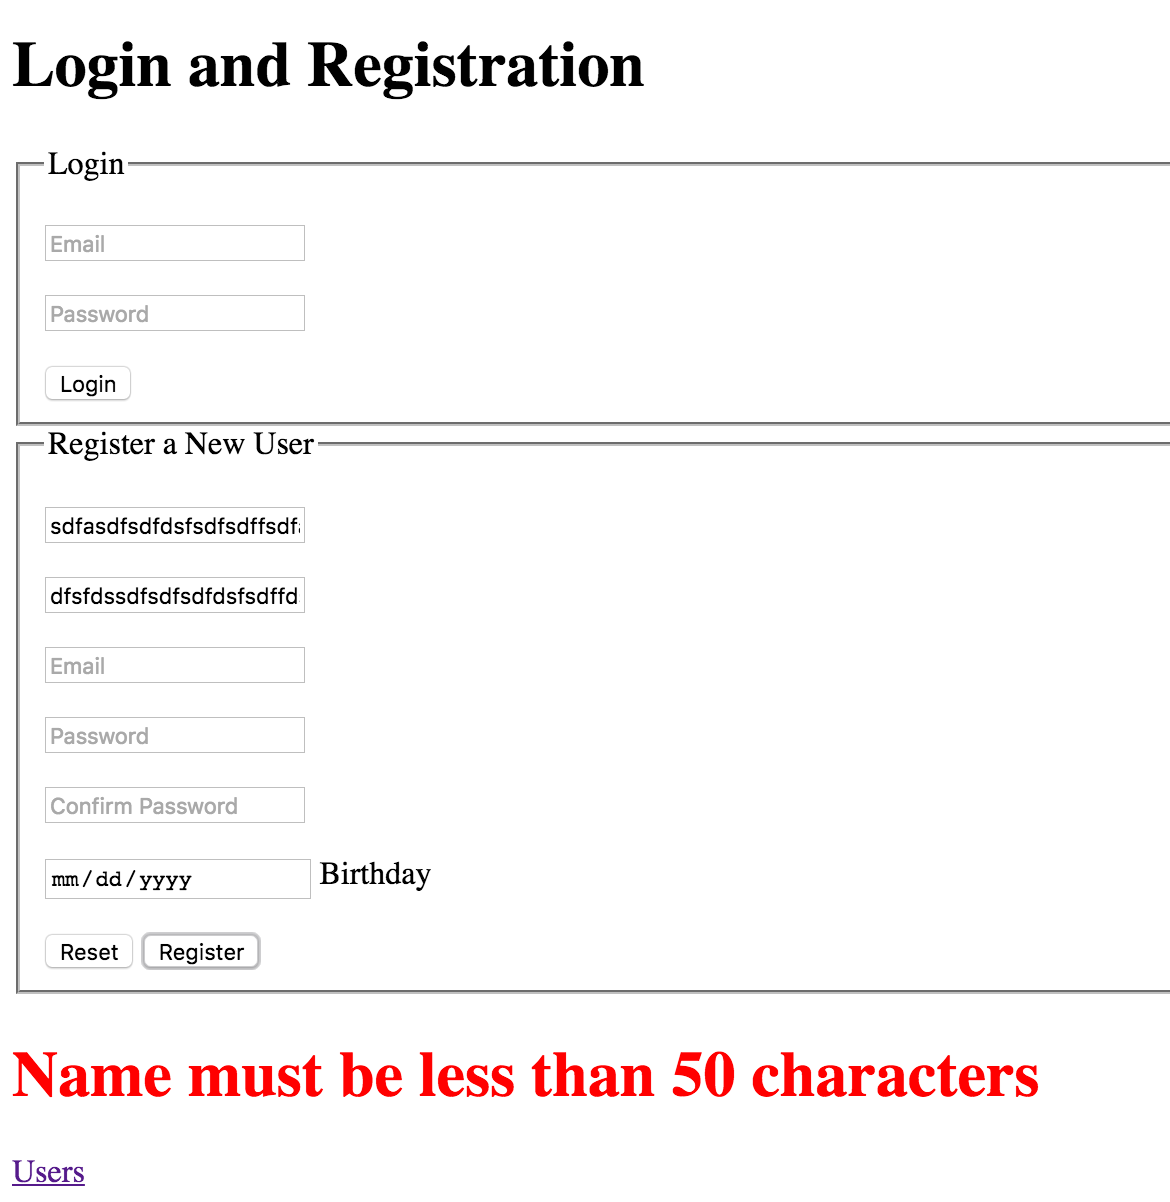 Login and Registration
Login
Email
Password
Login
Register a New User
sdfasdfsdfdsfsdfsdffsdf
dfsfdssdfsdfsdfdsfsdffd
Email
Password
Confirm Password
mm/dd/yyyy Birthday
Reset Register
Name must be less than 50 characters
Users